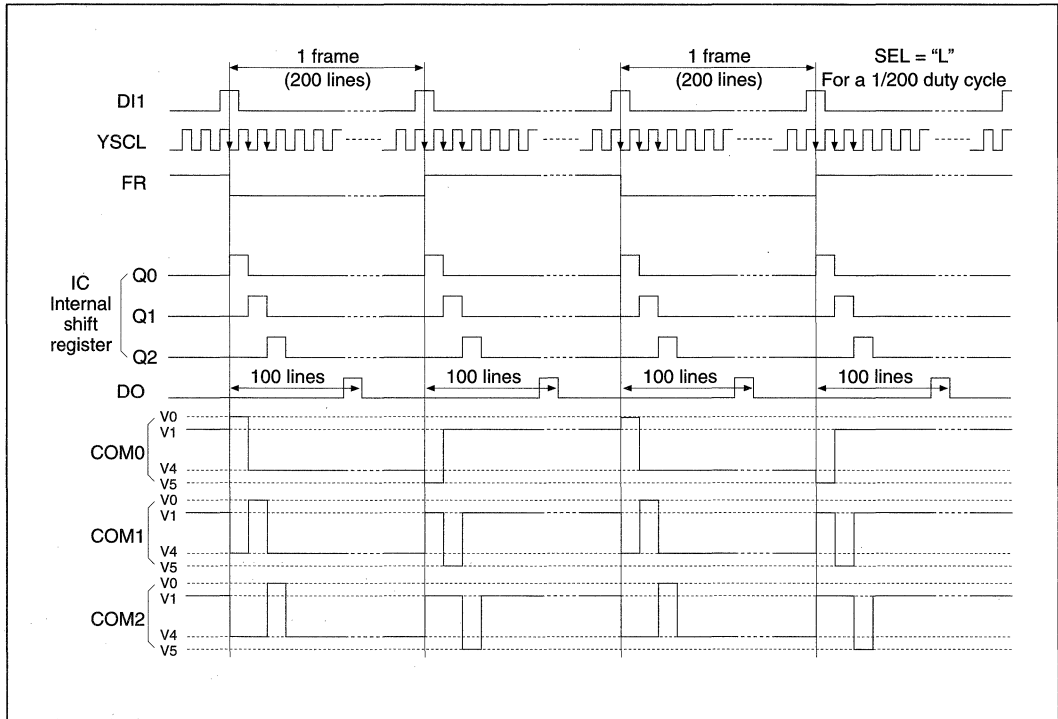 1 frame
(200 lines)
1 frame
(200 lines)
SEL = “L”
For a 1/200 duty cycle
DI1
YSCL
FR
IC
Internal
shift
register
Q0
Q1
Q2
DO
100 lines
100 lines
100 lines
100 lines
COM0
V0
V1
V4
V5
COM1
V0
V1
V4
V5
COM2
V0
V1
V4
V5